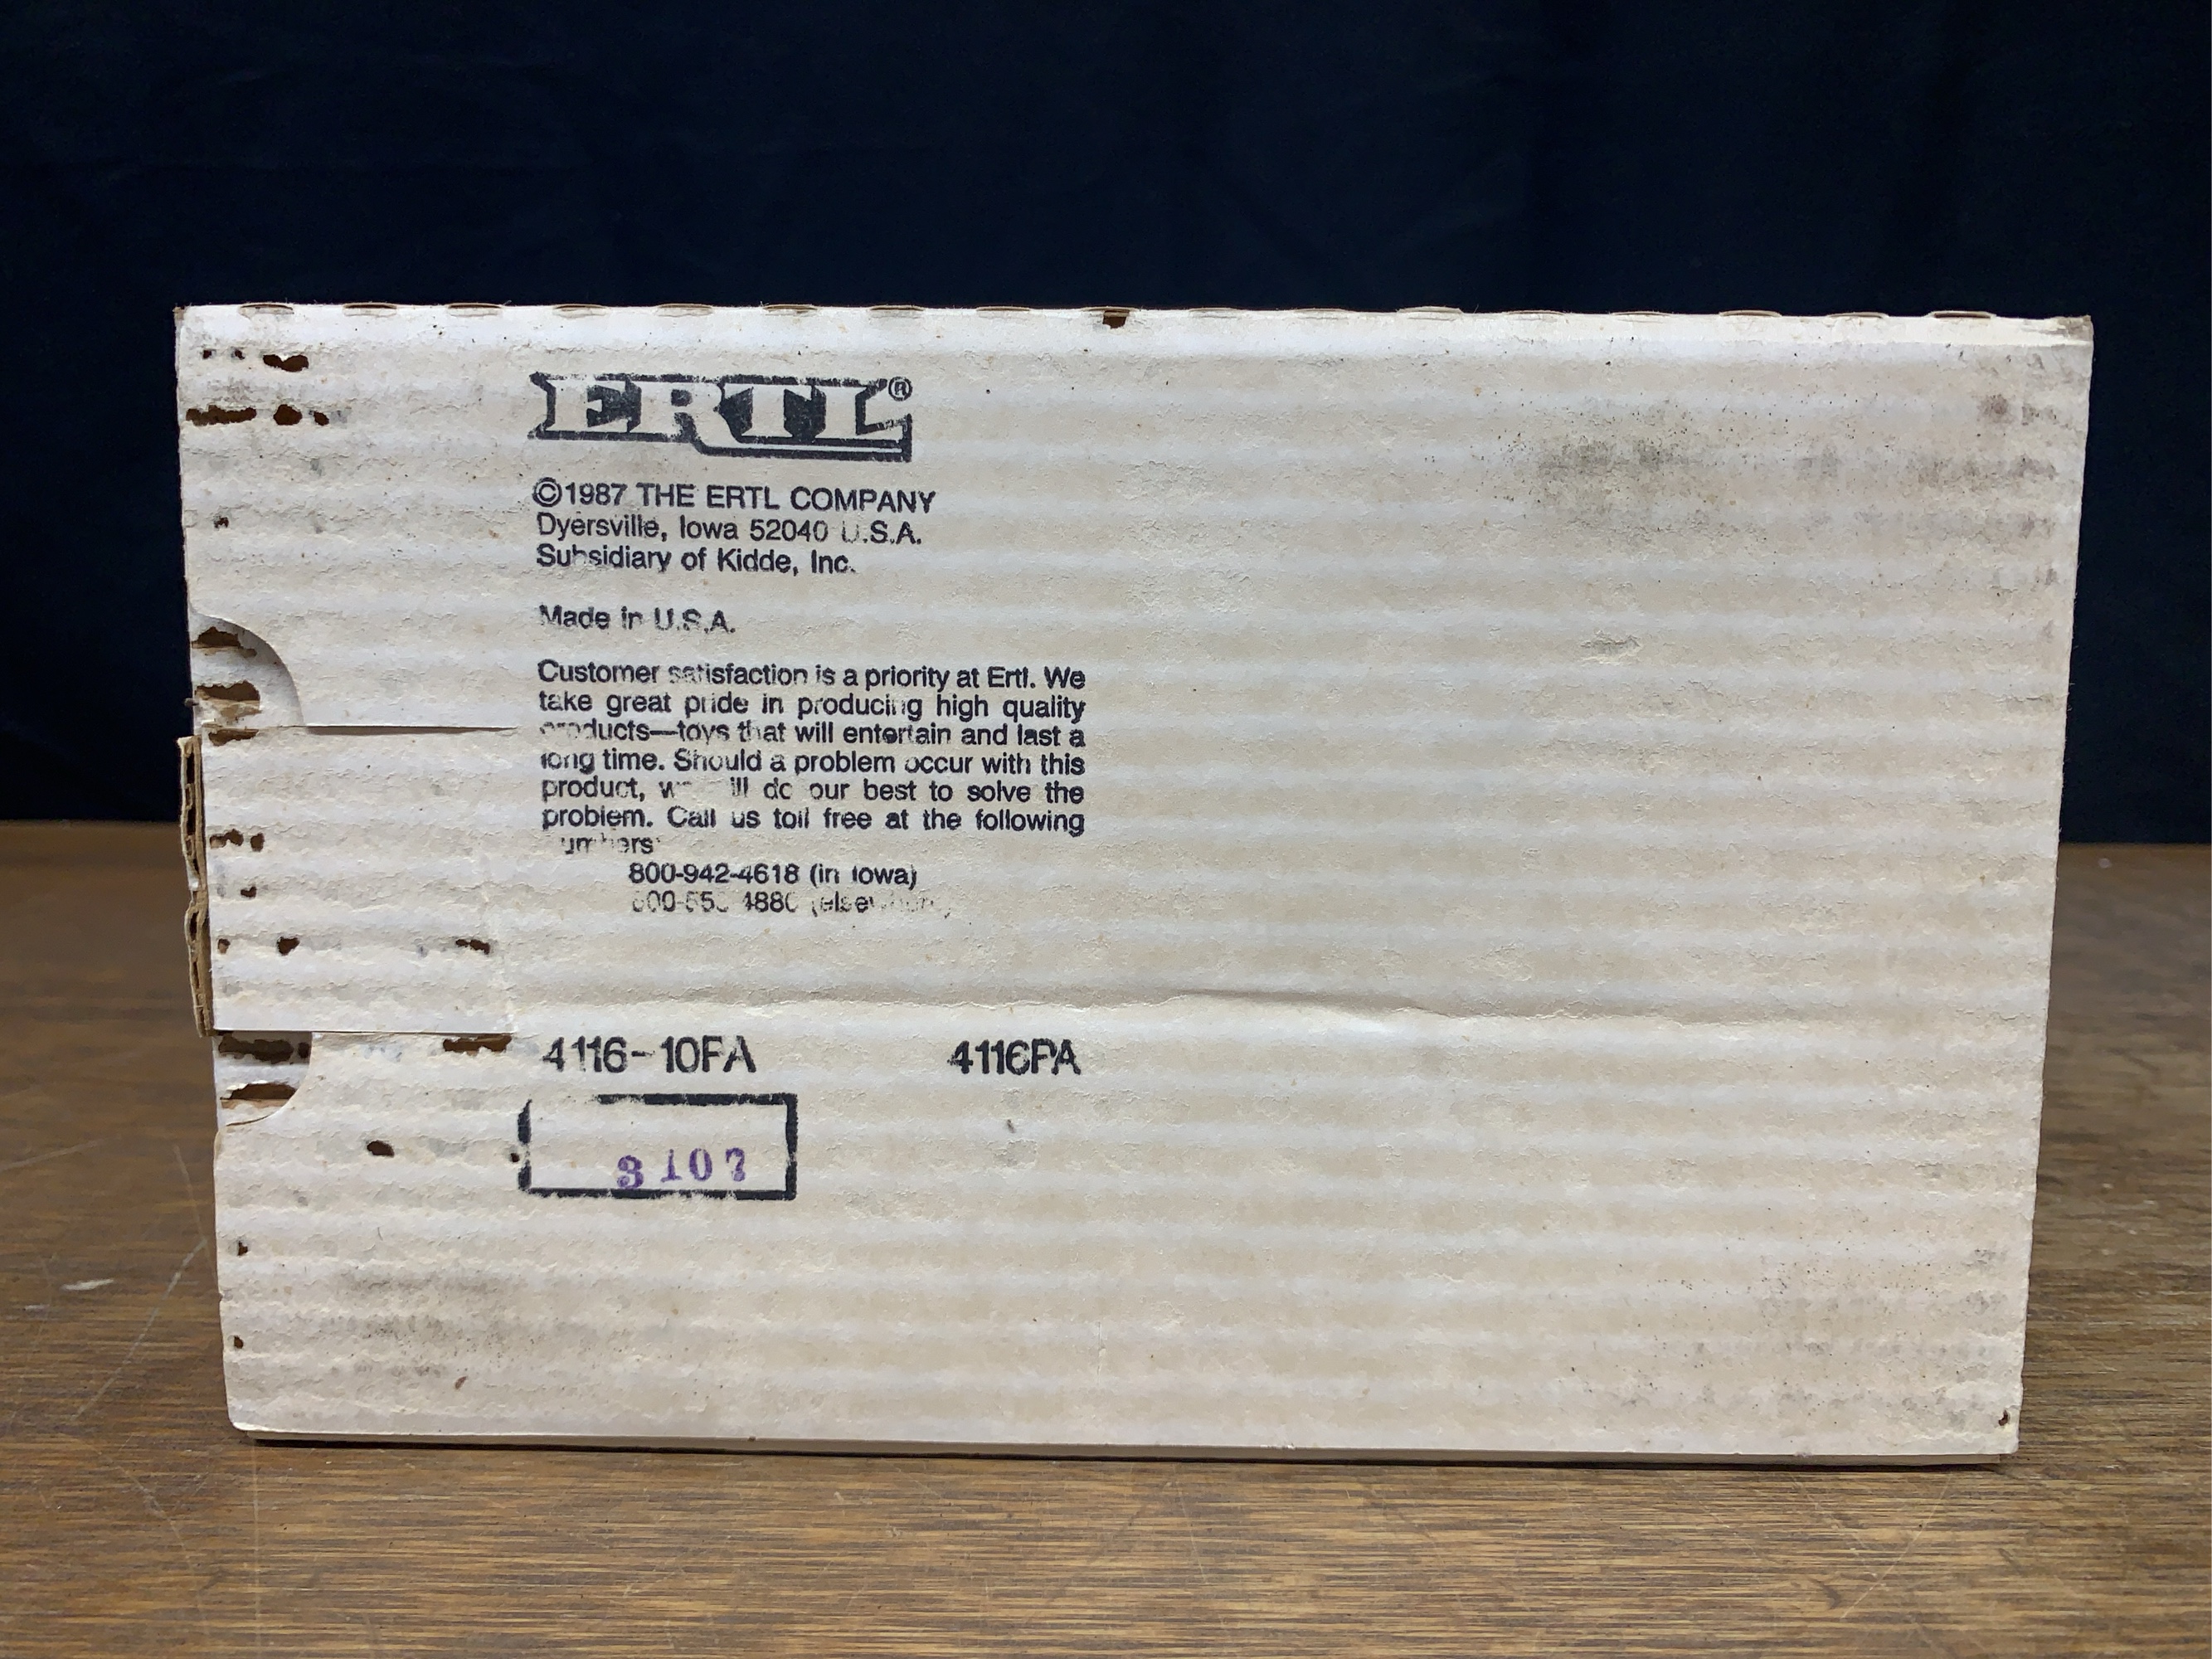 ERTL®
©1987 THE ERTL COMPANY
Dyersville, Iowa 52040 U.S.A.
Subsidiary of Kidde, Inc.
Made in U.S.A.
Customer satisfaction is a priority at Ertl. We
take great pride in producing high quality
products—toys that will entertain and last a
long time. Should a problem occur with this
product, we will do our best to solve the
problem. Call us toll free at the following
numbers:
800-942-4618 (in Iowa)
(elsewhere)
4116-10FA 4116PA